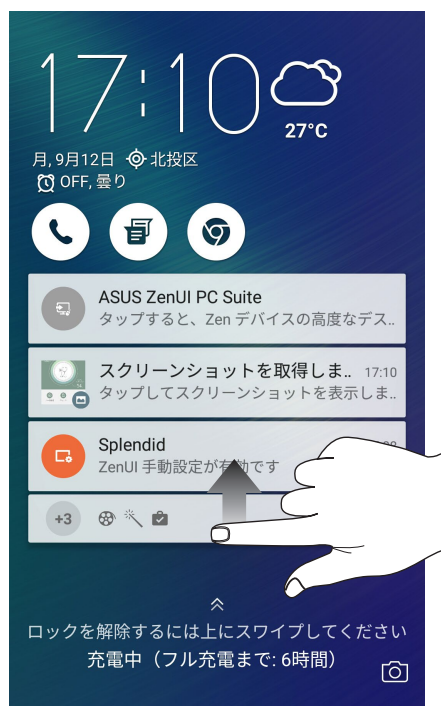 17:10
27°C
月, 9月12日 北投区
OFF, 曇り
ASUS ZenUI PC Suite
タップすると、Zen デバイスの高度なデス..
スクリーンショットを取得しま.. 17:10
タップしてスクリーンショットを表示しま..
Splendid
ZenUI 手動設定が有効です
+3
ロックを解除するには上にスワイプしてください
充電中（フル充電まで: 6時間）